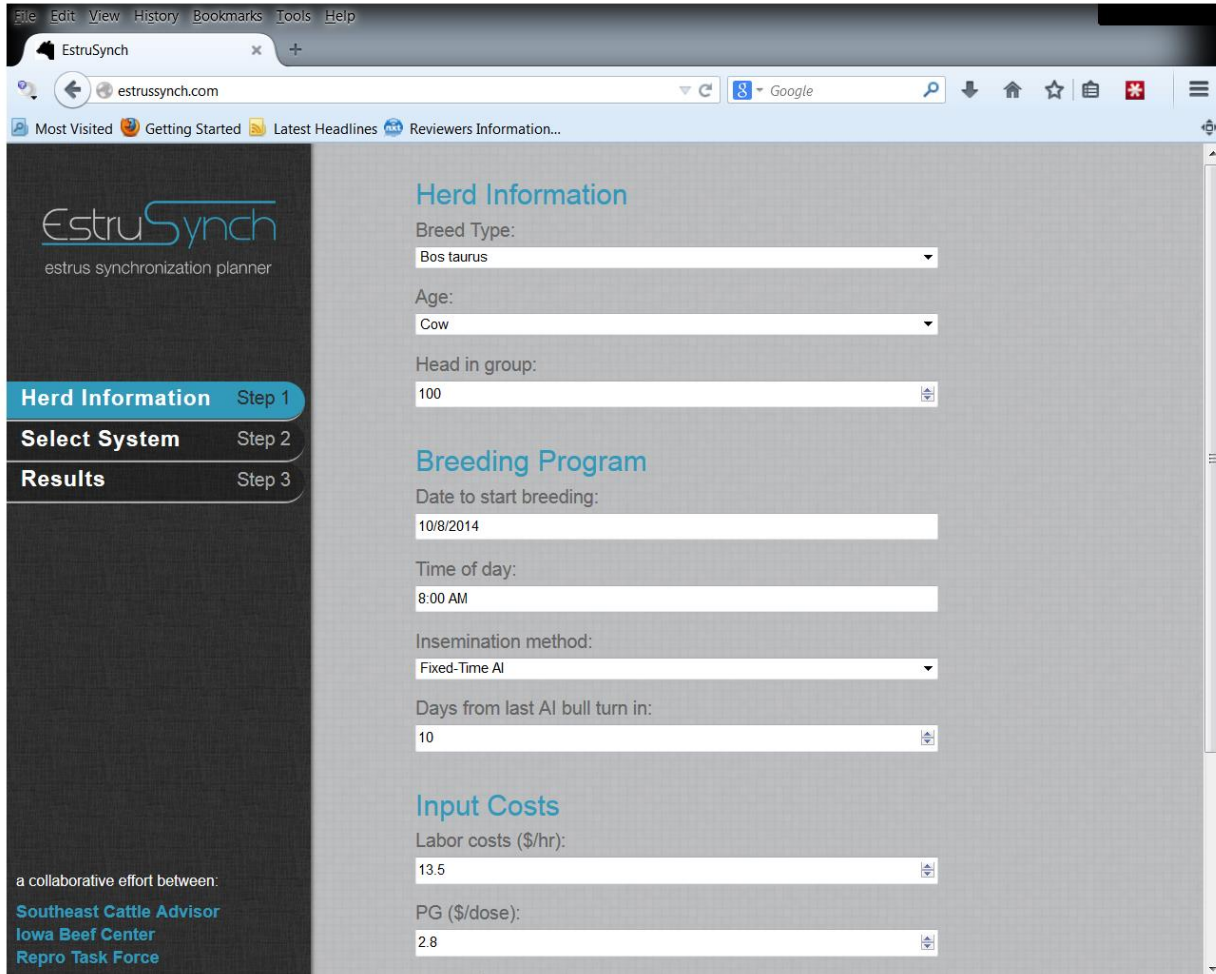 File Edit View History Bookmarks Tools Help
EstruSynch
estrussynch.com
8 Google
Most Visited Getting Started Latest Headlines nxt Reviewers Information...
EstruSynch
estrus synchronization planner
Herd Information Step 1
Select System Step 2
Results Step 3
a collaborative effort between:
Southeast Cattle Advisor
Iowa Beef Center
Repro Task Force
Herd Information
Breed Type:
Bos taurus
Age:
Cow
Head in group:
100
Breeding Program
Date to start breeding:
10/8/2014
Time of day:
8:00 AM
Insemination method:
Fixed-Time AI
Days from last AI bull turn in:
10
Input Costs
Labor costs ($/hr):
13.5
PG ($/dose):
2.8